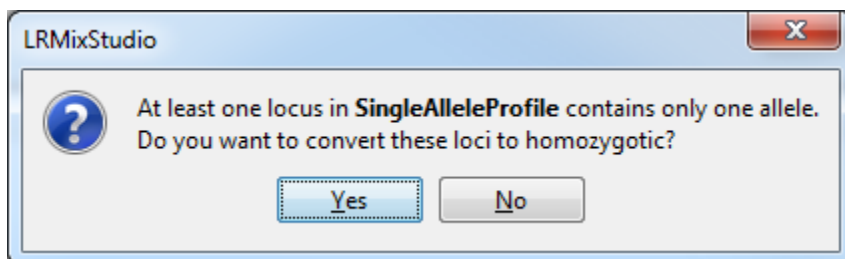 LRMixStudio
At least one locus in SingleAlleleProfile contains only one allele.
Do you want to convert these loci to homozygotic?
Yes No